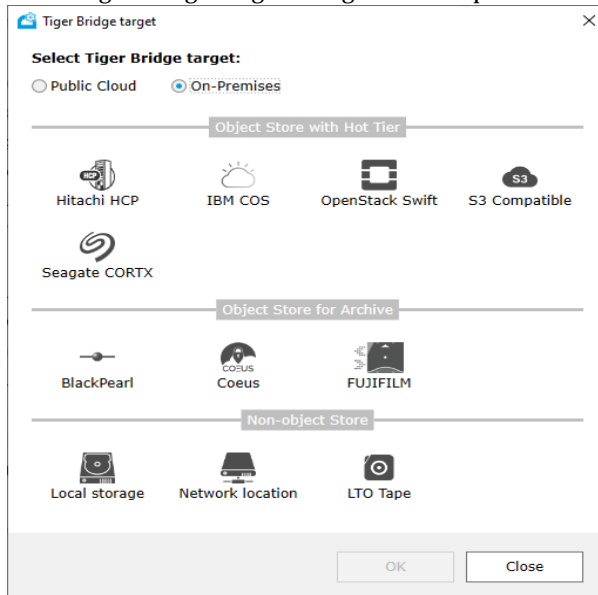 Tiger Bridge target
Select Tiger Bridge target:
Public Cloud On-Premises
Object Store with Hot Tier
HCP S3
Hitachi HCP IBM COS OpenStack Swift S3 Compatible
Seagate CORTX
Object Store for Archive
COEUS
BlackPearl Coeus FUJIFILM
Non-object Store
Local storage Network location LTO Tape
OK Close